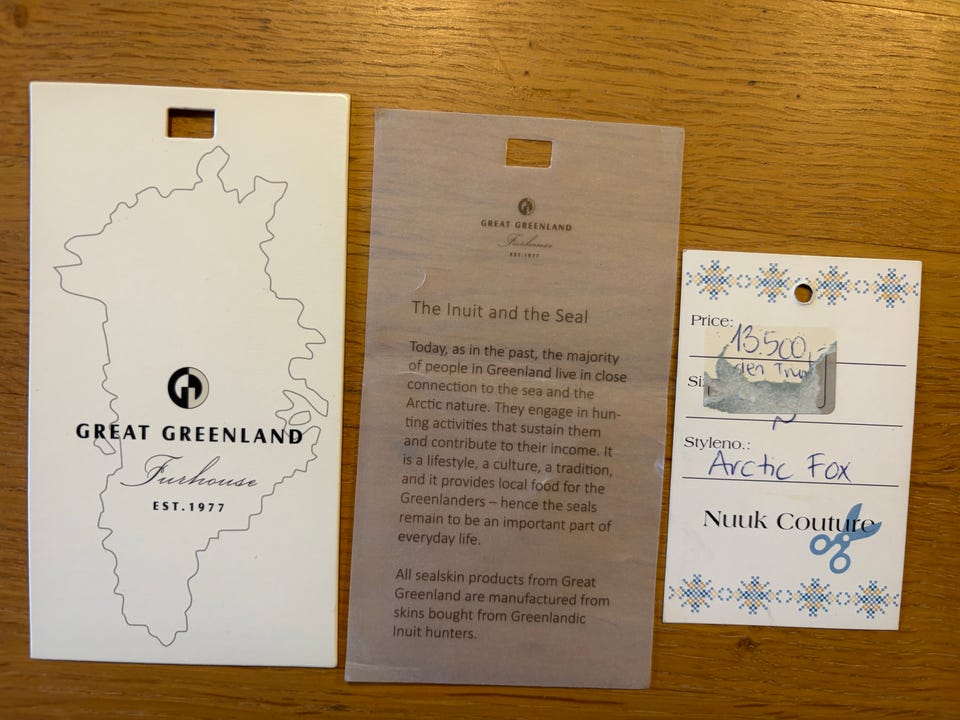 GREAT GREENLAND
Furhouse
EST.1977
GREAT GREENLAND
Furhouse
EST.1977
The Inuit and the Seal
Today, as in the past, the majority
of people in Greenland live in close
connection to the sea and the
Arctic nature. They engage in hun-
ting activities that sustain them
and contribute to their income. It
is a lifestyle, a culture, a tradition,
and it provides local food for the
Greenlanders – hence the seals
remain to be an important part of
everyday life.
All sealskin products from Great
Greenland are manufactured from
skins bought from Greenlandic
Inuit hunters.
Price: 13.500,
Styleno.:
Arctic Fox
Nuuk Couture